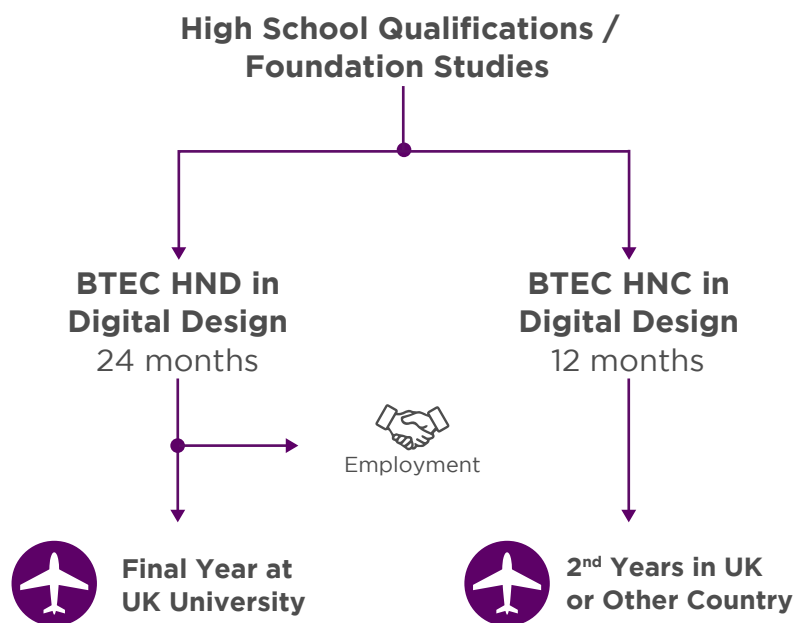 High School Qualifications /
Foundation Studies
BTEC HND in
Digital Design
24 months
BTEC HNC in
Digital Design
12 months
Employment
Final Year at
UK University
2nd Years in UK
or Other Country